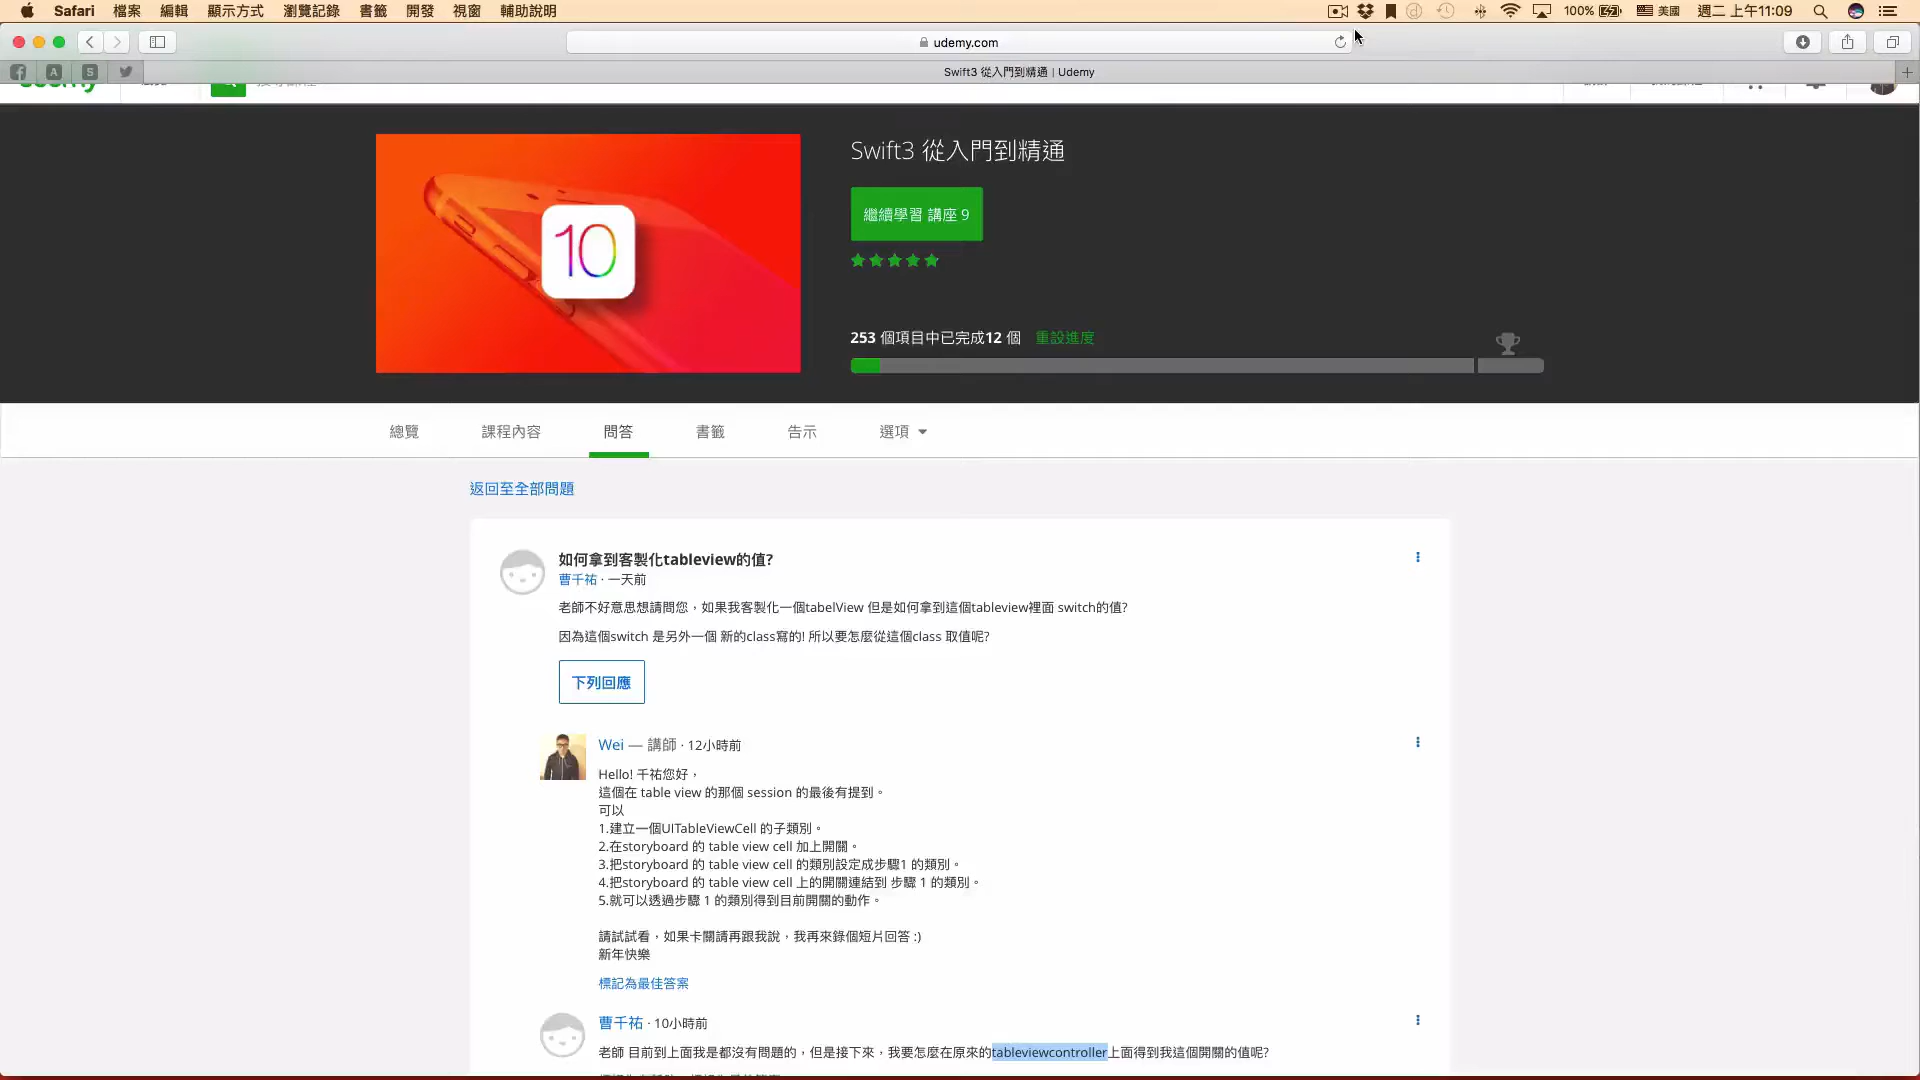 Safari 檔案 編輯 顯示方式 瀏覽記錄 書籤 開發 視窗 輔助說明 100% 美國 週二 上午11:09
udemy.com
Swift3 從入門到精通 | Udemy
udemy
10
Swift3 從入門到精通
繼續學習 講座 9
253 個項目中已完成12 個 重設進度
總覽 課程內容 問答 書籤 告示 選項
返回至全部問題
如何拿到客製化tableview的值?
曹千祐 · 一天前
老師不好意思想請問您，如果我客製化一個tabelView 但是如何拿到這個tableview裡面 switch的值?
因為這個switch 是另外一個 新的class寫的! 所以要怎麼從這個class 取值呢?
下列回應
Wei — 講師 · 12小時前
Hello! 千祐您好，
這個在 table view 的那個 session 的最後有提到。
可以
1.建立一個UITableViewCell 的子類別。
2.在storyboard 的 table view cell 加上開關。
3.把storyboard 的 table view cell 的類別設定成步驟1 的類別。
4.把storyboard 的 table view cell 上的開關連結到 步驟 1 的類別。
5.就可以透過步驟 1 的類別得到目前開關的動作。
請試試看，如果卡關請再跟我說，我再來錄個短片回答 :)
新年快樂
標記為最佳答案
曹千祐 · 10小時前
老師 目前到上面我是都沒有問題的，但是接下來，我要怎麼在原來的tableviewcontroller上面得到我這個開關的值呢?